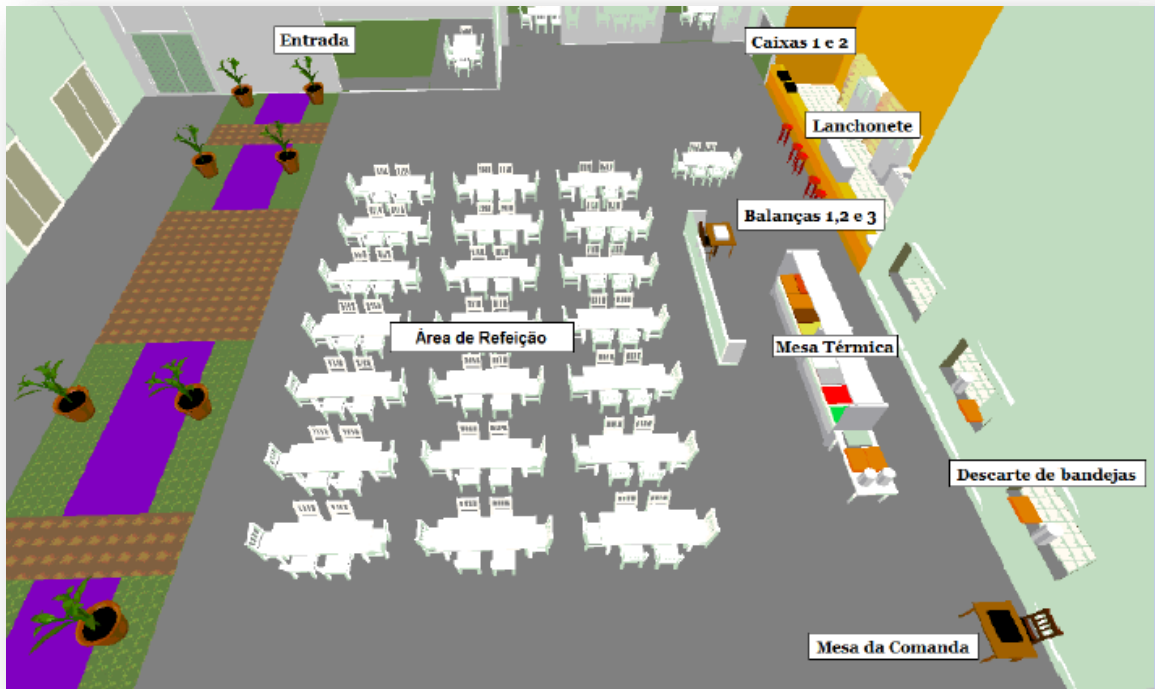 Entrada
Caixas 1 e 2
Lanchonete
Balanças 1,2 e 3
Área de Refeição
Mesa Térmica
Descarte de bandejas
Mesa da Comanda